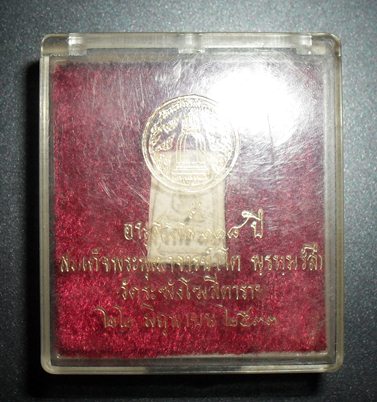 อนุสรณ์ ๑๑๘ ปี
สมเด็จพระพุฒาจารย์ (โต พฺรหฺมรํสี)
วัดระฆังโฆสิตาราม
๒๒ มิถุนายน ๒๕๓๓